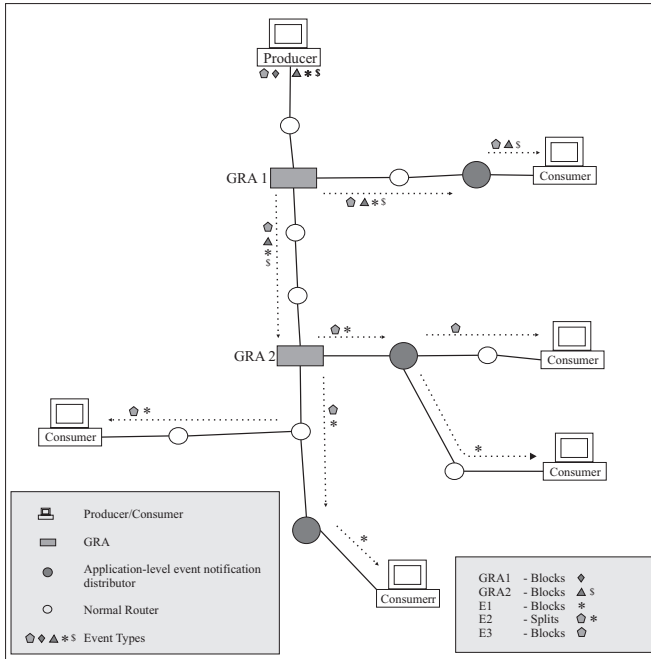 Producer
* $
$
GRA 1
Consumer
* $
*
$
*
GRA 2
Consumer
*
*
Consumer
*
Consumer
*
Consumerr
Producer/Consumer
GRA
Application-level event notification
distributor
Normal Router
* $ Event Types
GRA1 - Blocks
GRA2 - Blocks $
E1 - Blocks *
E2 - Splits *
E3 - Blocks